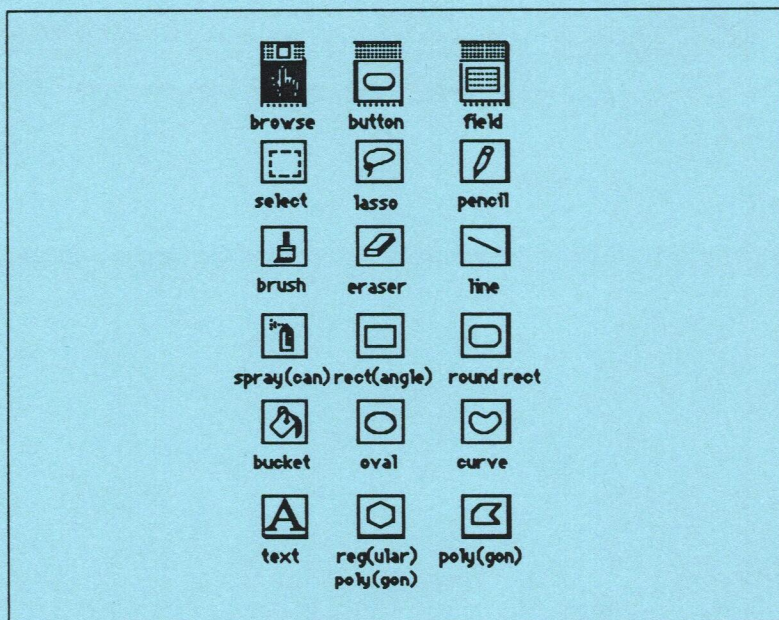 browse button field
select lasso pencil
brush eraser line
spray(can) rect(angle) round rect
bucket oval curve
A
text reg(ular) poly(gon)
poly(gon)